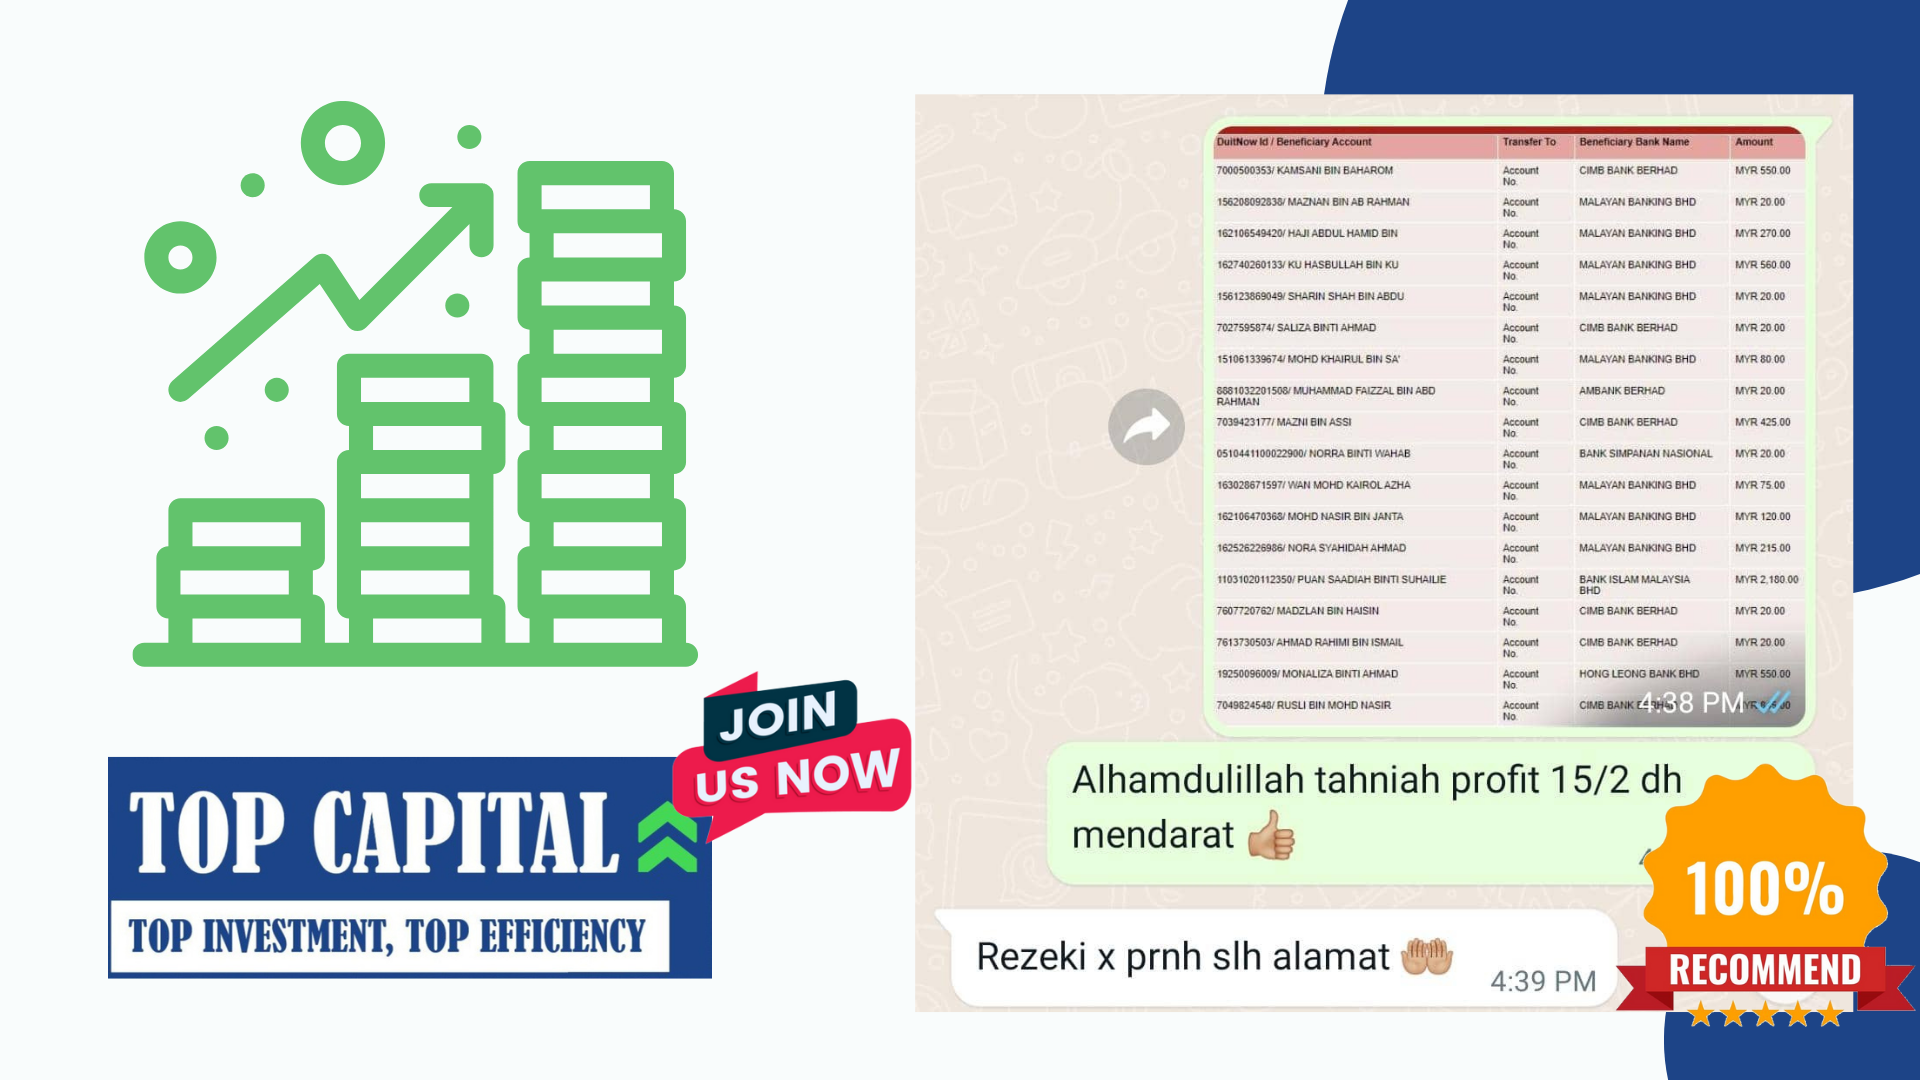 DuitNow Id / Beneficiary Account Transfer To Beneficiary Bank Name Amount
7000500353/ KAMSANI BIN BAHAROM Account No. CIMB BANK BERHAD MYR 550.00
156208092838/ MAZNAN BIN AB RAHMAN Account No. MALAYAN BANKING BHD MYR 20.00
162106549420/ HAJI ABDUL HAMID BIN Account No. MALAYAN BANKING BHD MYR 270.00
162740260133/ KU HASBULLAH BIN KU Account No. MALAYAN BANKING BHD MYR 560.00
156123869049/ SHARIN SHAH BIN ABDU Account No. MALAYAN BANKING BHD MYR 20.00
7027595874/ SALIZA BINTI AHMAD Account No. CIMB BANK BERHAD MYR 20.00
151061339674/ MOHD KHAIRUL BIN SA' Account No. MALAYAN BANKING BHD MYR 80.00
8881032201508/ MUHAMMAD FAIZZAL BIN ABD RAHMAN Account No. AMBANK BERHAD MYR 20.00
7039423177/ MAZNI BIN ASSI Account No. CIMB BANK BERHAD MYR 425.00
0510441100022900/ NORRA BINTI WAHAB Account No. BANK SIMPANAN NASIONAL MYR 20.00
163028671597/ WAN MOHD KAIROL AZHA Account No. MALAYAN BANKING BHD MYR 75.00
162106470368/ MOHD NASIR BIN JANTA Account No. MALAYAN BANKING BHD MYR 120.00
162526226986/ NORA SYAHIDAH AHMAD Account No. MALAYAN BANKING BHD MYR 215.00
11031020112350/ PUAN SAADIAH BINTI SUHAILIE Account No. BANK ISLAM MALAYSIA BHD MYR 2,180.00
7607720762/ MADZLAN BIN HAISIN Account No. CIMB BANK BERHAD MYR 20.00
7613730503/ AHMAD RAHIMI BIN ISMAIL Account No. CIMB BANK BERHAD MYR 20.00
19250096009/ MONALIZA BINTI AHMAD Account No. HONG LEONG BANK BHD MYR 550.00
7049824548/ RUSLI BIN MOHD NASIR Account No. CIMB BANK
4:38 PM
Alhamdulillah tahniah profit 15/2 dh
mendarat 👍🏼
Rezeki x prnh slh alamat 🤲🏼
4:39 PM
JOIN
US NOW
TOP CAPITAL
TOP INVESTMENT, TOP EFFICIENCY
100%
RECOMMEND